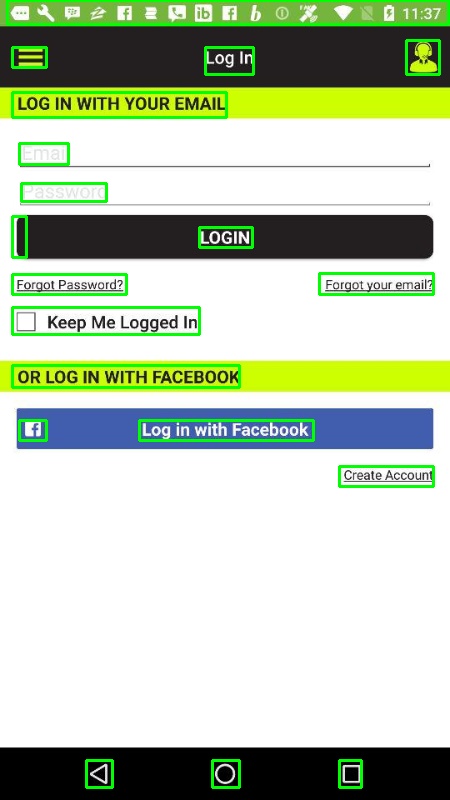 11:37
Log In
LOG IN WITH YOUR EMAIL
Email
Password
LOGIN
Forgot Password? Forgot your email?
Keep Me Logged In
OR LOG IN WITH FACEBOOK
Log in with Facebook
Create Account